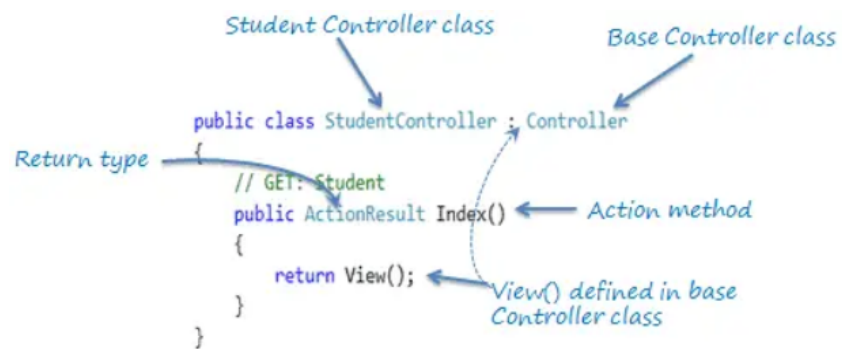 Student Controller class
Base Controller class
public class StudentController : Controller
Return type
{
// GET: Student
public ActionResult Index()
Action method
{
return View();
View() defined in base
Controller class
}
}